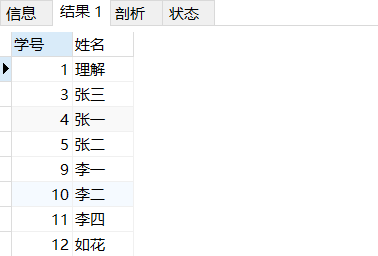 信息 结果 1 剖析 状态
学号 姓名
1 理解
3 张三
4 张一
5 张二
9 李一
10 李二
11 李四
12 如花